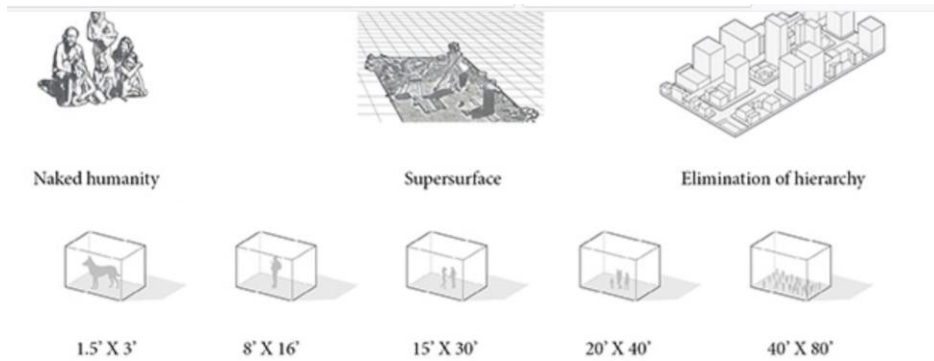 Naked humanity
Supersurface
Elimination of hierarchy
1.5’ X 3’
8’ X 16’
15’ X 30’
20’ X 40’
40’ X 80’